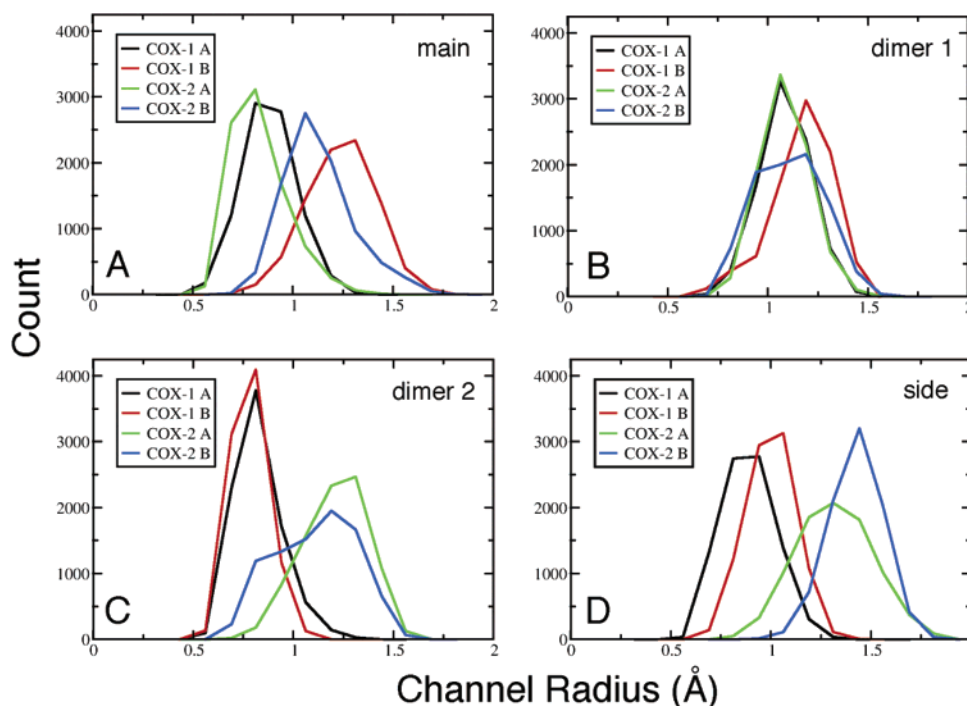 main
COX-1 A
COX-1 B
COX-2 A
COX-2 B
A
4000
3000
2000
1000
0
0 0.5 1 1.5 2
dimer 1
COX-1 A
COX-1 B
COX-2 A
COX-2 B
B
4000
3000
2000
1000
0
0 0.5 1 1.5 2
Count
dimer 2
COX-1 A
COX-1 B
COX-2 A
COX-2 B
C
4000
3000
2000
1000
0
0 0.5 1 1.5 2
side
COX-1 A
COX-1 B
COX-2 A
COX-2 B
D
4000
3000
2000
1000
0
0 0.5 1 1.5
Channel Radius (Å)